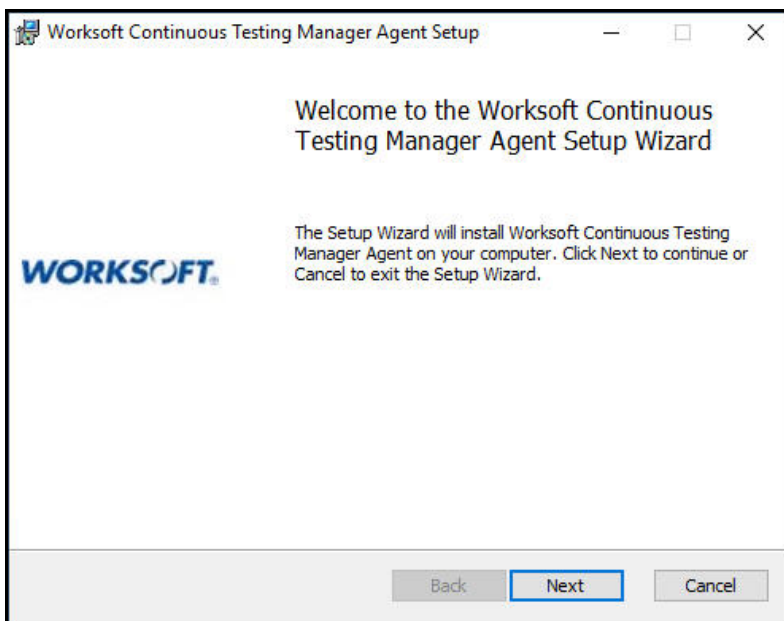 Worksoft Continuous Testing Manager Agent Setup
Welcome to the Worksoft Continuous
Testing Manager Agent Setup Wizard
The Setup Wizard will install Worksoft Continuous Testing
Manager Agent on your computer. Click Next to continue or
Cancel to exit the Setup Wizard.
WORKSOFT®
Back Next Cancel